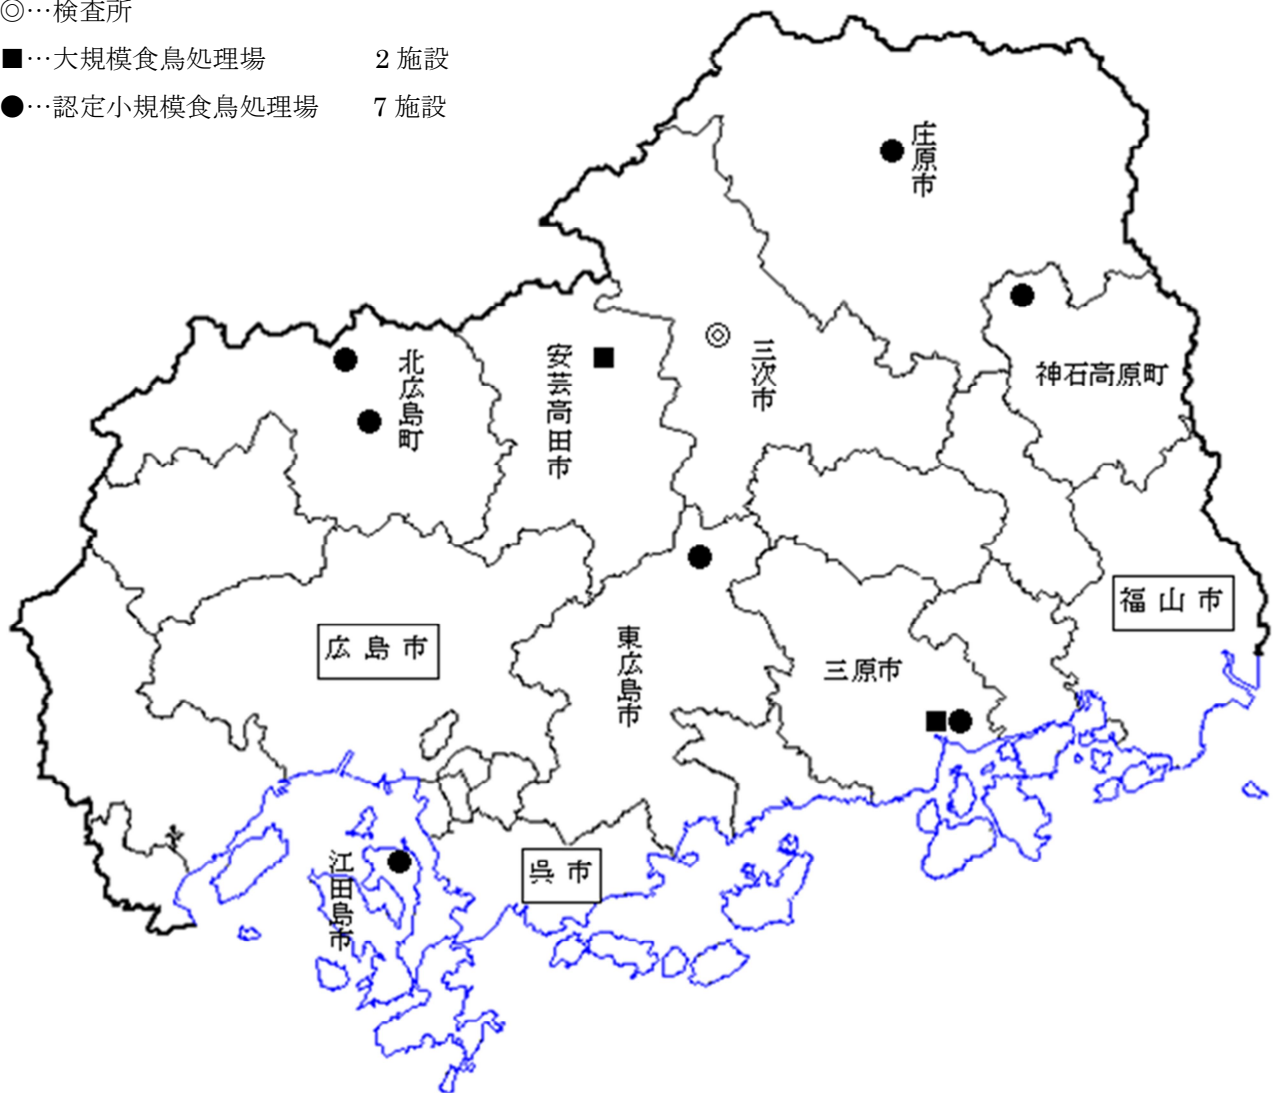 ◎…検査所
■…大規模食鳥処理場 2 施設
●…認定小規模食鳥処理場 7 施設
庄原市
神石高原町
三次市
安芸高田市
北広島町
福山市
広島市
東広島市
三原市
呉市
江田島市